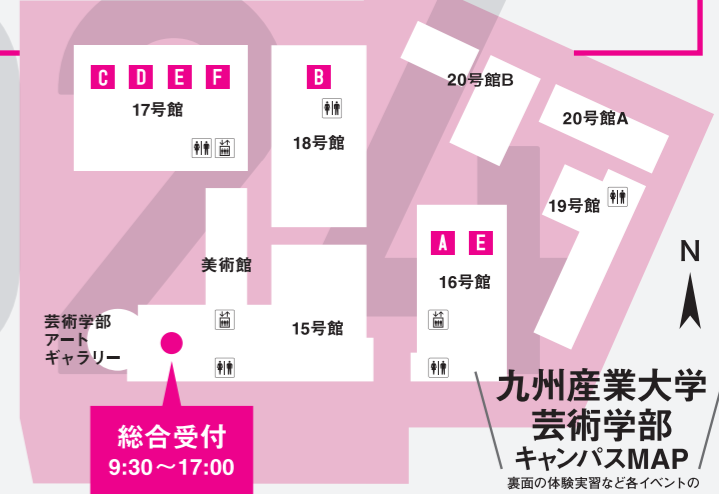 C D E F
17号館
B
18号館
20号館B
20号館A
19号館
A E
16号館
美術館
15号館
芸術学部
アート
ギャラリー
総合受付
9:30〜17:00
N
九州産業大学
芸術学部
キャンパスMAP
裏面の体験実習など各イベントの
24